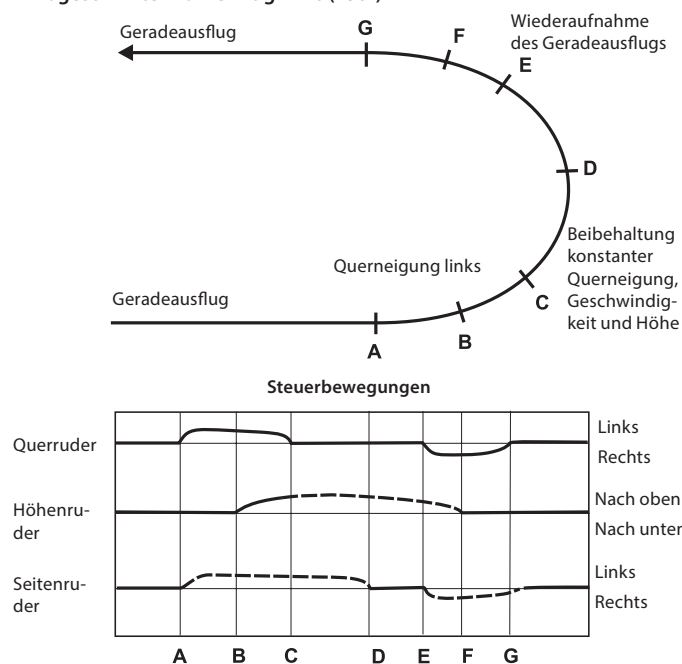 Geradeausflug
G
F
Wiederaufnahme
des Geradeausflugs
E
D
Beibehaltung
konstanter
Querneigung,
Geschwindig-
keit und Höhe
Querneigung links
C
Geradeausflug
A
B
Steuerbewegungen
Querruder
Links
Rechts
Höhenru-
der
Nach oben
Nach unten
Seitenru-
der
Links
Rechts
A B C D E F G